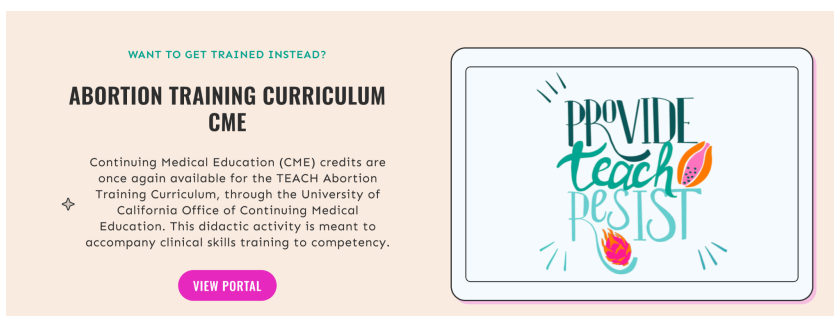 WANT TO GET TRAINED INSTEAD?
ABORTION TRAINING CURRICULUM
CME
Continuing Medical Education (CME) credits are
once again available for the TEACH Abortion
Training Curriculum, through the University of
California Office of Continuing Medical
Education. This didactic activity is meant to
accompany clinical skills training to competency.
VIEW PORTAL
PROVIDE
teach
RESIST